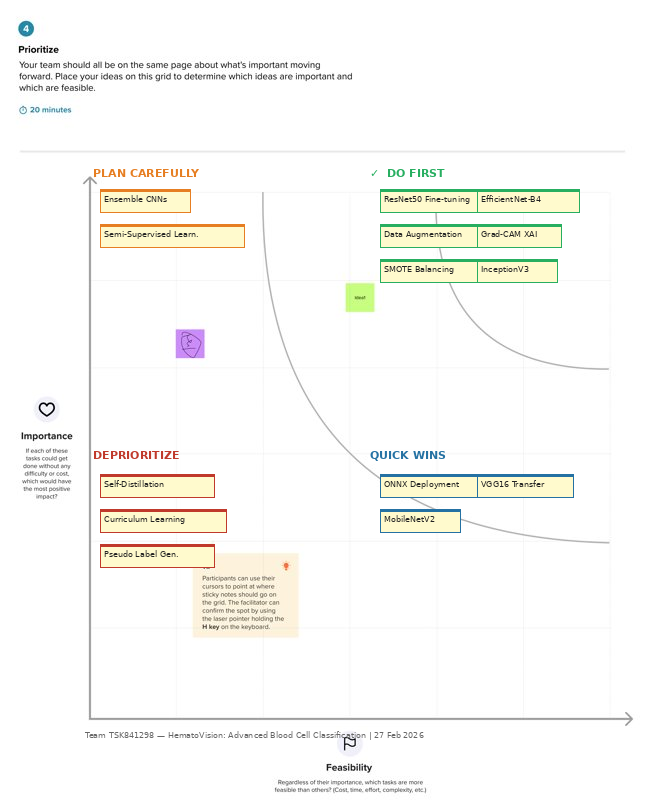 4
Prioritize
Your team should all be on the same page about what's important moving
forward. Place your ideas on this grid to determine which ideas are important and
which are feasible.
20 minutes
PLAN CAREFULLY
✓ DO FIRST
Ensemble CNNs
ResNet50 Fine-tuning
EfficientNet-B4
Semi-Supervised Learn.
Data Augmentation
Grad-CAM XAI
SMOTE Balancing
InceptionV3
Importance
If each of these
tasks could get
done without any
difficulty or cost,
which would have
the most positive
impact?
DEPRIORITIZE
QUICK WINS
Self-Distillation
ONNX Deployment
VGG16 Transfer
Curriculum Learning
MobileNetV2
Pseudo Label Gen.
Participants can use their
cursors to point at where
sticky notes should go on
the grid. The facilitator can
confirm the spot by using
the laser pointer holding the
H key on the keyboard.
Team TSK841298 — HematoVision: Advanced Blood Cell Classification | 27 Feb 2026
Feasibility
Regardless of their importance, which tasks are more
feasible than others? (Cost, time, effort, complexity, etc.)